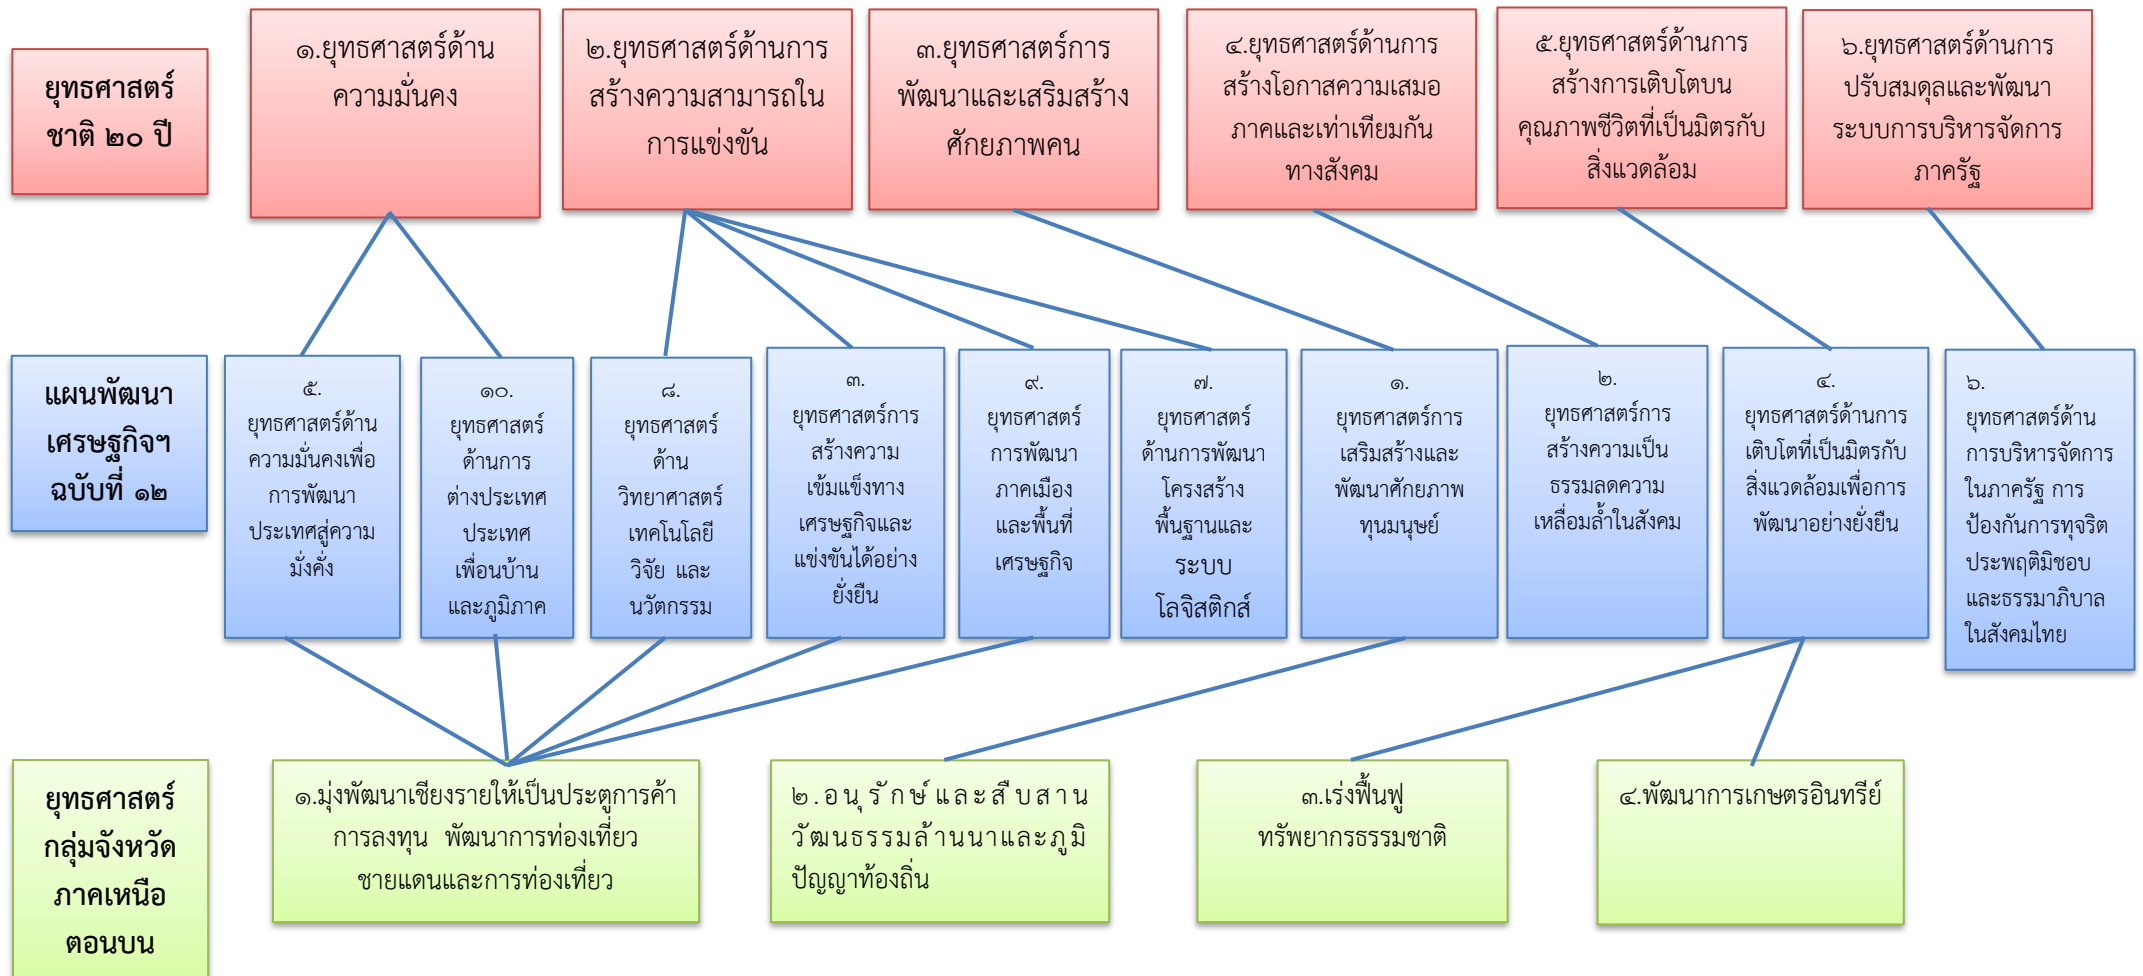 ยุทธศาสตร์
ชาติ ๒๐ ปี
๑.ยุทธศาสตร์ด้าน
ความมั่นคง
๒.ยุทธศาสตร์ด้านการ
สร้างความสามารถใน
การแข่งขัน
๓.ยุทธศาสตร์การ
พัฒนาและเสริมสร้าง
ศักยภาพคน
๔.ยุทธศาสตร์ด้านการ
สร้างโอกาสความเสมอ
ภาคและเท่าเทียมกัน
ทางสังคม
๕.ยุทธศาสตร์ด้านการ
สร้างการเติบโตบน
คุณภาพชีวิตที่เป็นมิตรกับ
สิ่งแวดล้อม
๖.ยุทธศาสตร์ด้านการ
ปรับสมดุลและพัฒนา
ระบบการบริหารจัดการ
ภาครัฐ
แผนพัฒนา
เศรษฐกิจฯ
ฉบับที่ ๑๒
๕.
ยุทธศาสตร์ด้าน
ความมั่นคงเพื่อ
การพัฒนา
ประเทศสู่ความ
มั่งคั่ง
๑๐.
ยุทธศาสตร์
ด้านการ
ต่างประเทศ
ประเทศ
เพื่อนบ้าน
และภูมิภาค
๘.
ยุทธศาสตร์
ด้าน
วิทยาศาสตร์
เทคโนโลยี
วิจัย และ
นวัตกรรม
๓.
ยุทธศาสตร์การ
สร้างความ
เข้มแข็งทาง
เศรษฐกิจและ
แข่งขันได้อย่าง
ยั่งยืน
๙.
ยุทธศาสตร์
การพัฒนา
ภาคเมือง
และพื้นที่
เศรษฐกิจ
๗.
ยุทธศาสตร์
ด้านการพัฒนา
โครงสร้าง
พื้นฐานและ
ระบบ
โลจิสติกส์
๑.
ยุทธศาสตร์การ
เสริมสร้างและ
พัฒนาศักยภาพ
ทุนมนุษย์
๒.
ยุทธศาสตร์การ
สร้างความเป็น
ธรรมลดความ
เหลื่อมล้ำในสังคม
๔.
ยุทธศาสตร์ด้านการ
เติบโตที่เป็นมิตรกับ
สิ่งแวดล้อมเพื่อการ
พัฒนาอย่างยั่งยืน
๖.
ยุทธศาสตร์ด้าน
การบริหารจัดการ
ในภาครัฐ การ
ป้องกันการทุจริต
ประพฤติมิชอบ
และธรรมาภิบาล
ในสังคมไทย
ยุทธศาสตร์
กลุ่มจังหวัด
ภาคเหนือ
ตอนบน
๑.มุ่งพัฒนาเชียงรายให้เป็นประตูการค้า
การลงทุน พัฒนาการท่องเที่ยว
ชายแดนและการท่องเที่ยว
๒.อนุรักษ์และสืบสาน
วัฒนธรรมล้านนาและภูมิ
ปัญญาท้องถิ่น
๓.เร่งฟื้นฟู
ทรัพยากรธรรมชาติ
๔.พัฒนาการเกษตรอินทรีย์